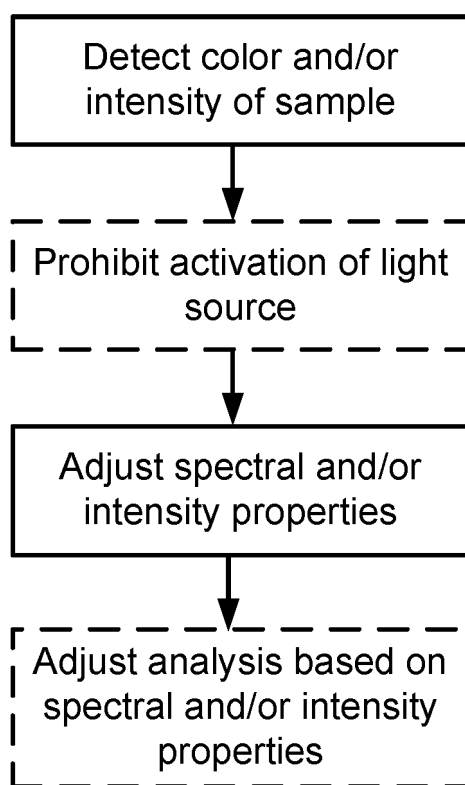 Detect color and/or
intensity of sample
Prohibit activation of light
source
Adjust spectral and/or
intensity properties
Adjust analysis based on
spectral and/or intensity
properties